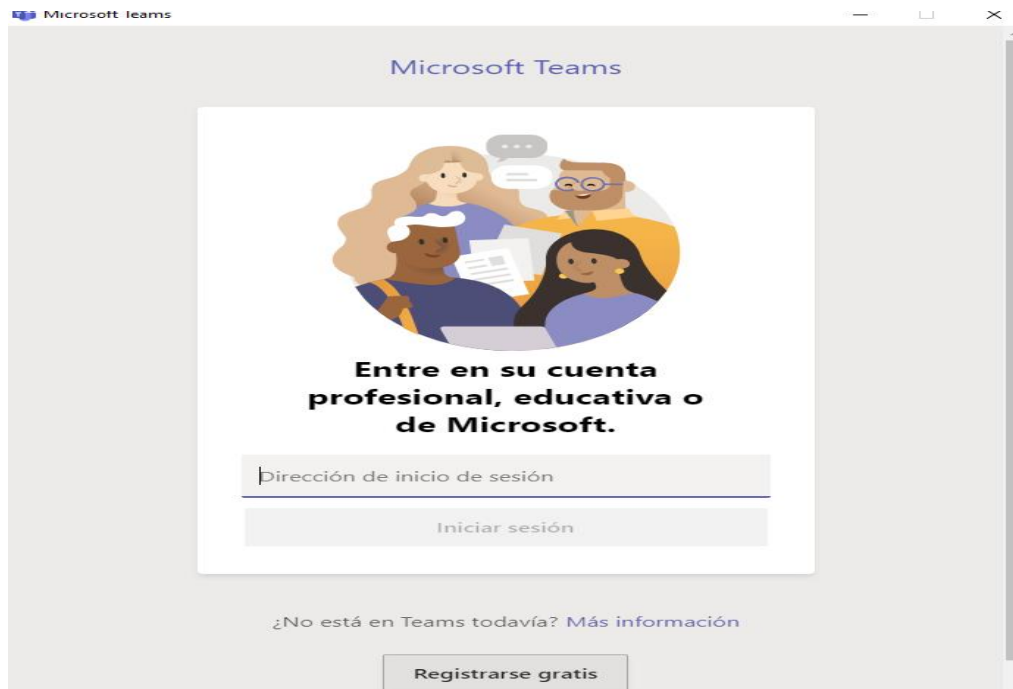 Microsoft Teams
Microsoft Teams
Entre en su cuenta
profesional, educativa o
de Microsoft.
Dirección de inicio de sesión
Iniciar sesión
¿No está en Teams todavía? Más información
Registrarse gratis